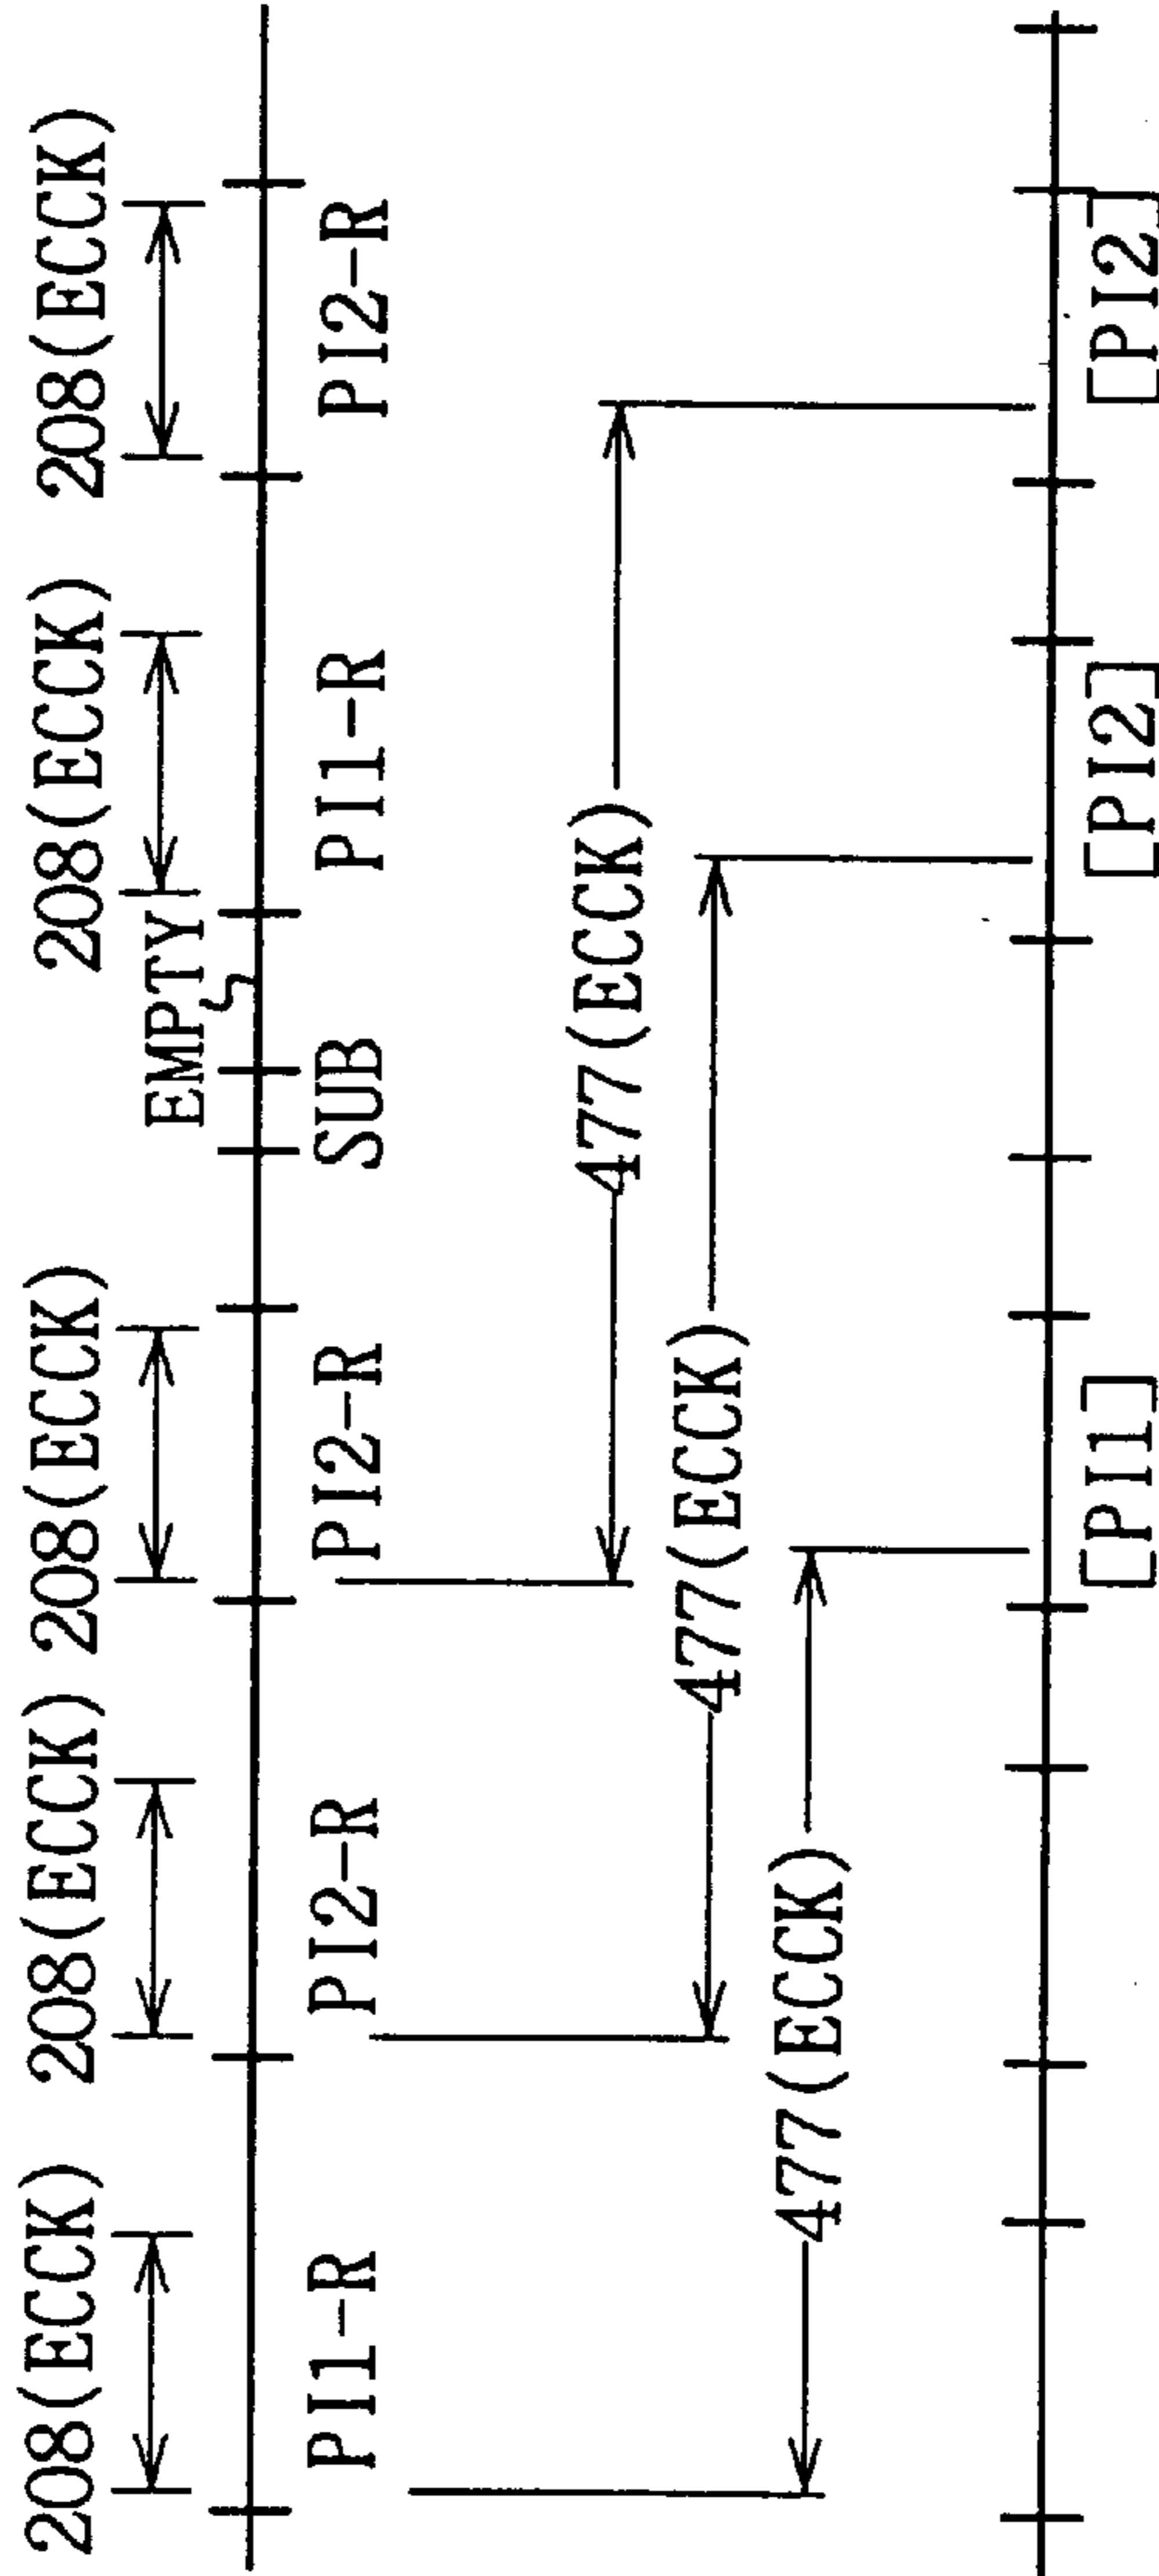 208(ECCK) 208(ECCK) 208(ECCK) 208(ECCK) 208(ECCK)
EMPTY
PI1-R PI2-R PI2-R SUB PI1-R PI2-R
477(ECCK)
477(ECCK)
477(ECCK)
[PI1] [PI2] [PI2]